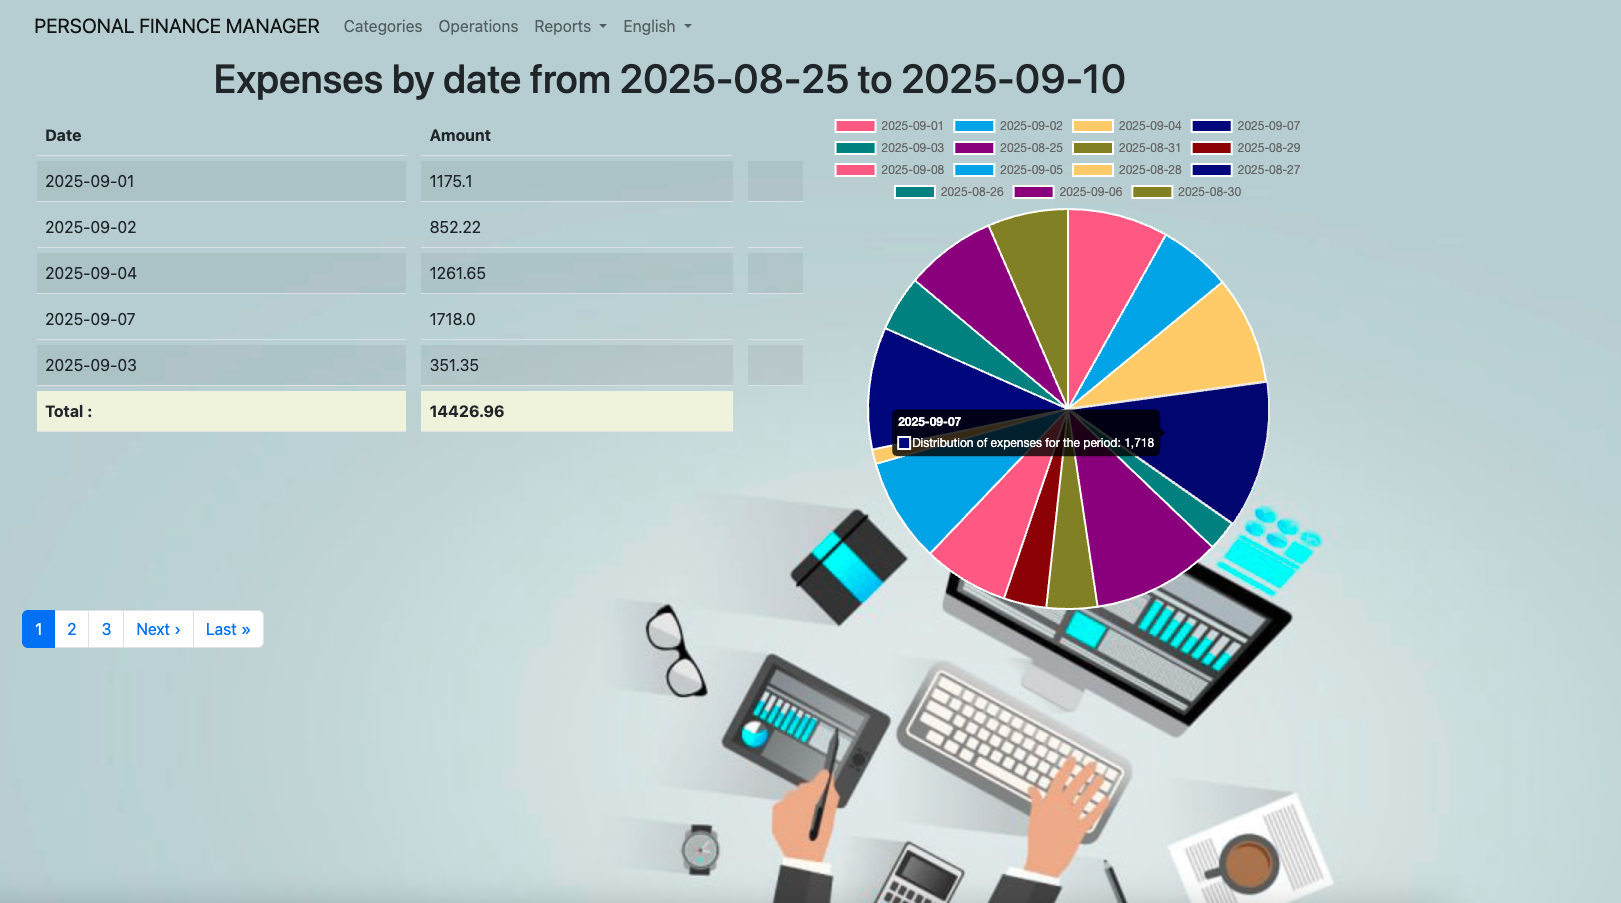 PERSONAL FINANCE MANAGER Categories Operations Reports English
Expenses by date from 2025-08-25 to 2025-09-10
Date Amount
2025-09-01 1175.1
2025-09-02 852.22
2025-09-04 1261.65
2025-09-07 1718.0
2025-09-03 351.35
Total : 14426.96
1 2 3 Next › Last »
2025-09-01 2025-09-02 2025-09-04 2025-09-07
2025-09-03 2025-08-25 2025-08-31 2025-08-29
2025-09-08 2025-09-05 2025-08-28 2025-08-27
2025-08-26 2025-09-06 2025-08-30
2025-09-07
Distribution of expenses for the period: 1,718